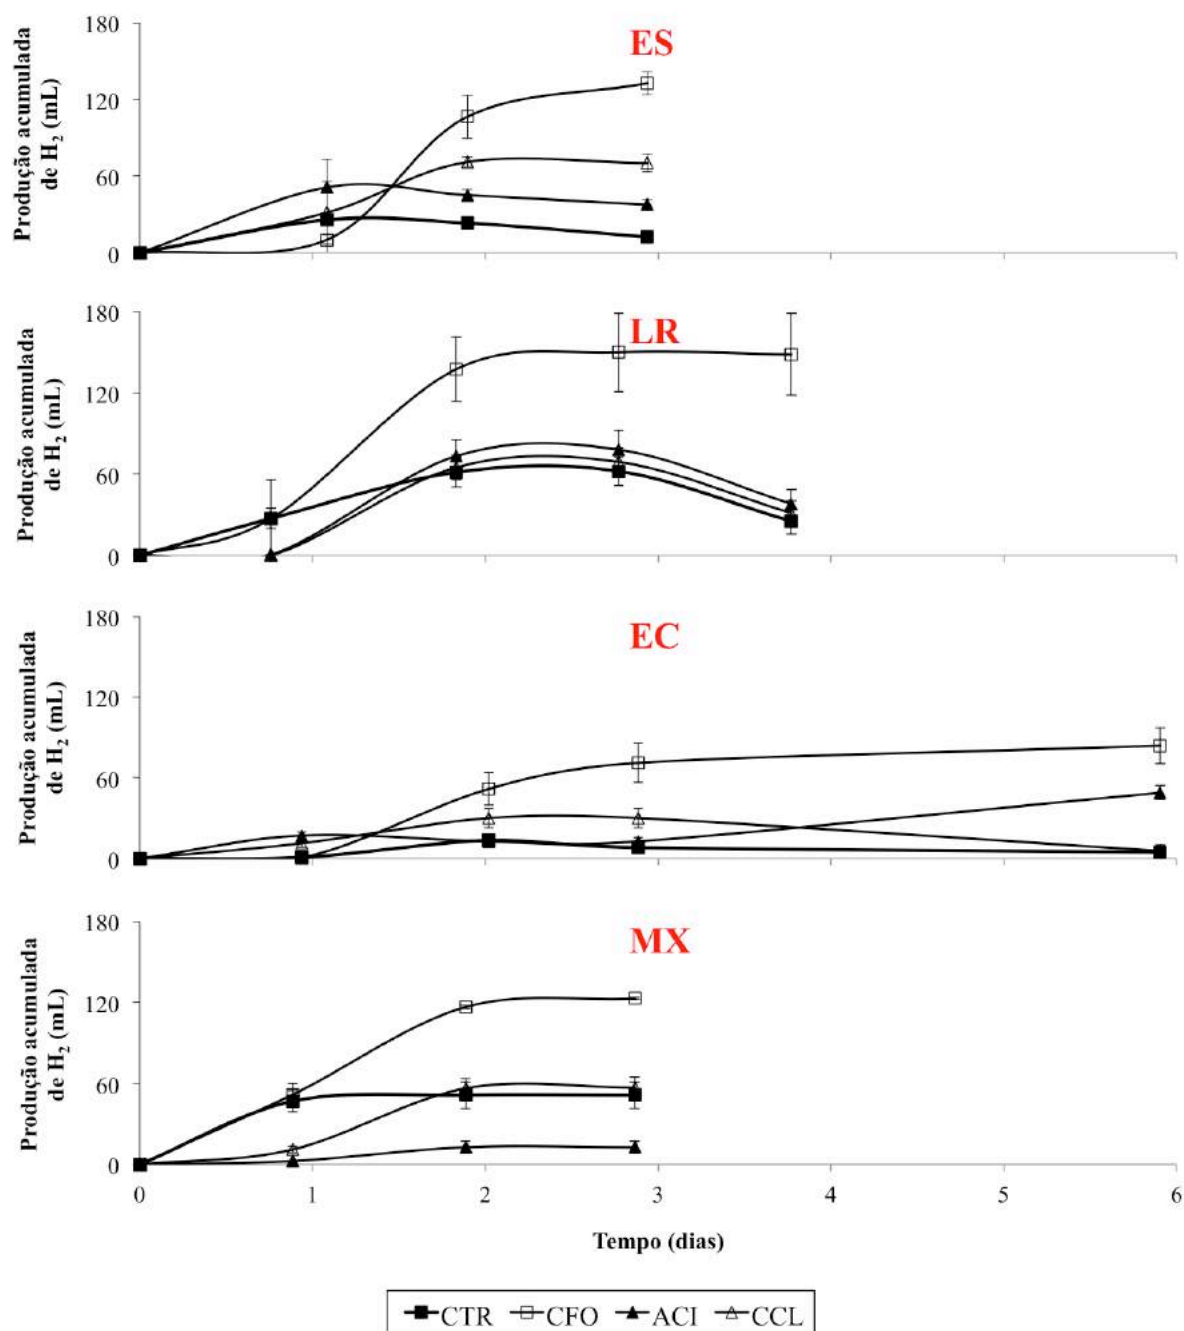 180
120
60
0
Produção acumulada
de H₂ (mL)
ES
180
120
60
0
Produção acumulada
de H₂ (mL)
LR
180
120
60
0
Produção acumulada
de H₂ (mL)
EC
180
120
60
0
Produção acumulada
de H₂ (mL)
MX
0 1 2 3 4 5 6
Tempo (dias)
CTR CFO ACI CCL